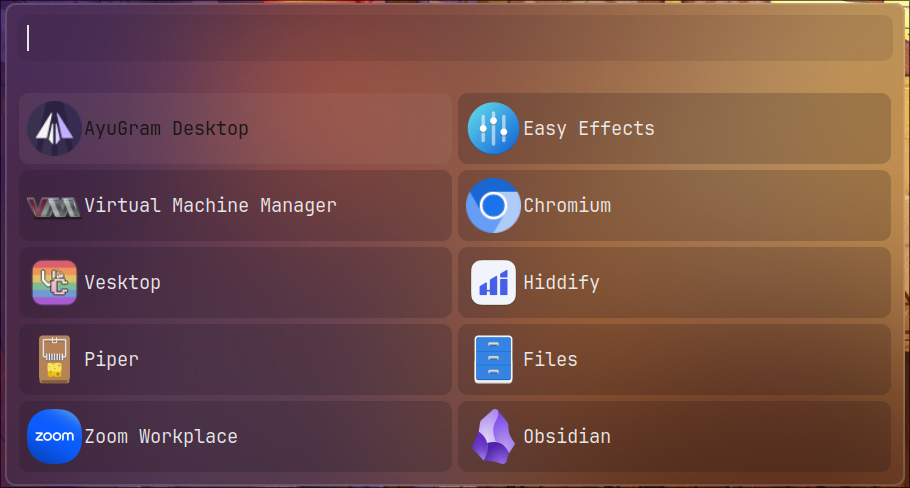 AyuGram Desktop
Easy Effects
Virtual Machine Manager
Chromium
Vesktop
Hiddify
Piper
Files
zoom Zoom Workplace
Obsidian